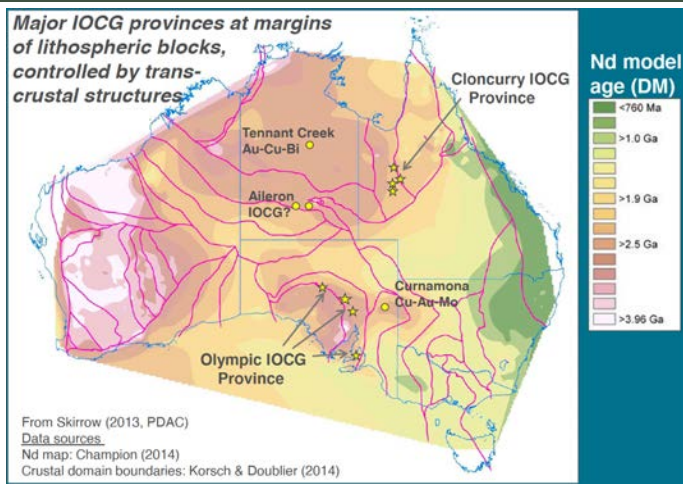 Major IOCG provinces at margins
of lithospheric blocks,
controlled by trans-
crustal structures
Cloncurry IOCG
Province
Tennant Creek
Au-Cu-Bi
Aileron
IOCG?
Curnamona
Cu-Au-Mo
Olympic IOCG
Province
From Skirrow (2013, PDAC)
Data sources
Nd map: Champion (2014)
Crustal domain boundaries: Korsch & Doublier (2014)
Nd model
age (DM)
<760 Ma
>1.0 Ga
>1.9 Ga
>2.5 Ga
>3.96 Ga